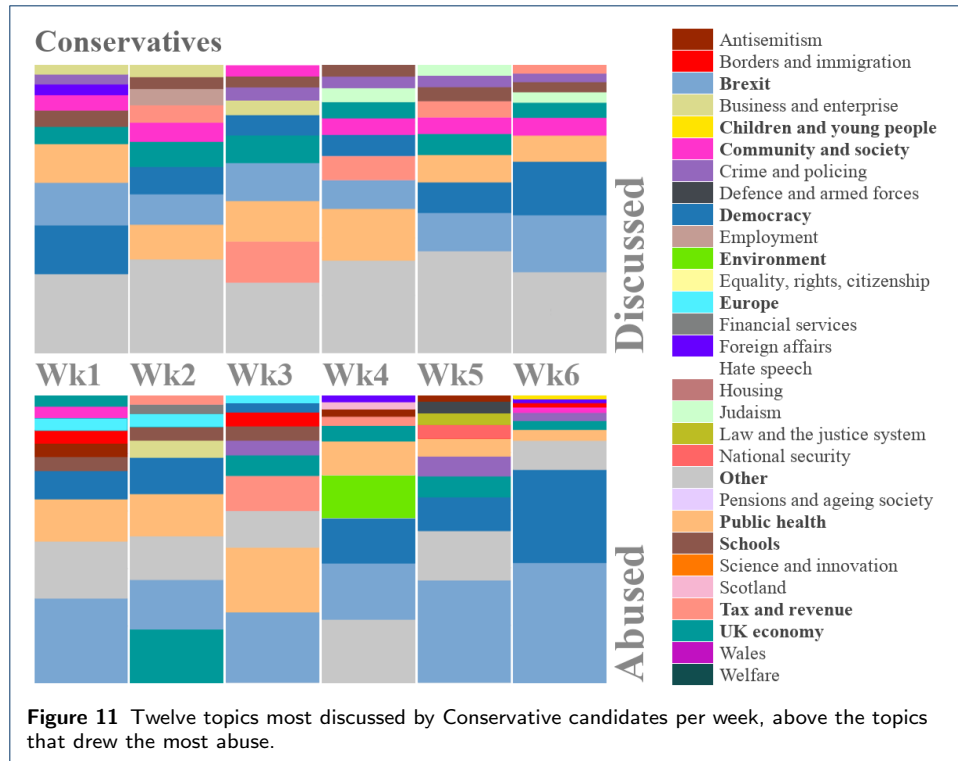 Conservatives
Discussed
Wk1 Wk2 Wk3 Wk4 Wk5 Wk6
Abused
Antisemitism
Borders and immigration
Brexit
Business and enterprise
Children and young people
Community and society
Crime and policing
Defence and armed forces
Democracy
Employment
Environment
Equality, rights, citizenship
Europe
Financial services
Foreign affairs
Hate speech
Housing
Judaism
Law and the justice system
National security
Other
Pensions and ageing society
Public health
Schools
Science and innovation
Scotland
Tax and revenue
UK economy
Wales
Welfare
Figure 11 Twelve topics most discussed by Conservative candidates per week, above the topics
that drew the most abuse.